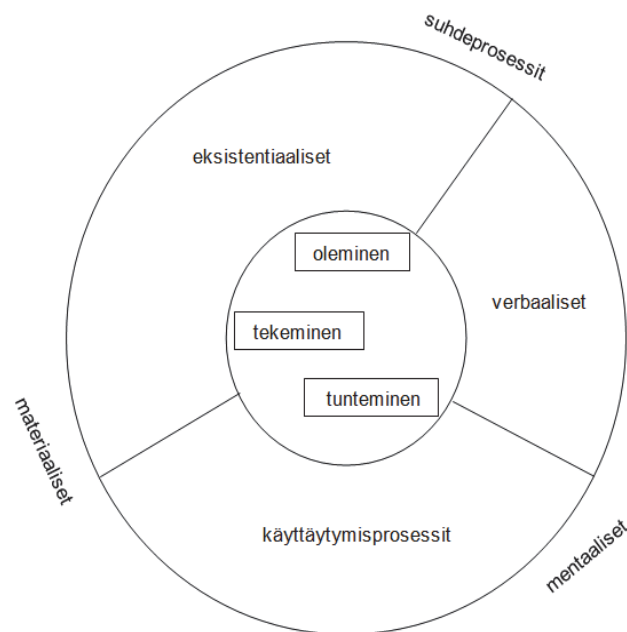 suhdeprosessit
eksistentiaaliset
oleminen
verbaaliset
tekeminen
tunteminen
materiaaliset
käyttäytymisprosessit
mentaaliset